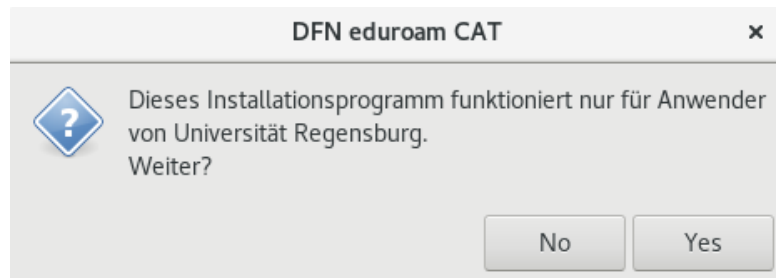 DFN eduroam CAT
Dieses Installationsprogramm funktioniert nur für Anwender
von Universität Regensburg.
Weiter?
No
Yes